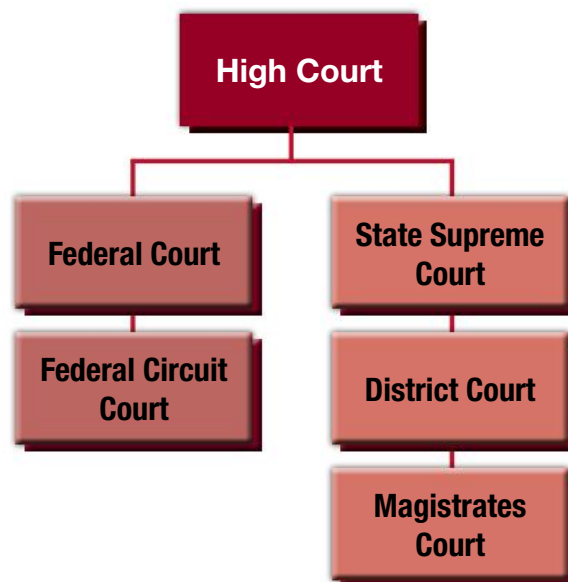 High Court
Federal Court
State Supreme
Court
Federal Circuit
Court
District Court
Magistrates
Court